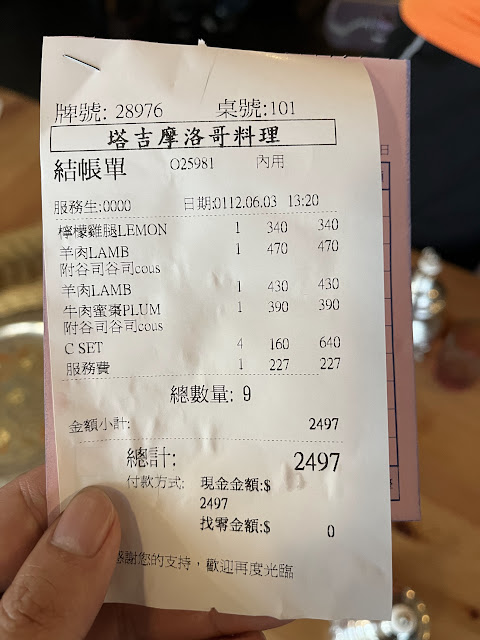 牌號: 28976 桌號:101
塔吉摩洛哥料理
結帳單 O25981 內用
服務生:0000 日期:0112.06.03 13:20
檸檬雞腿LEMON 1 340 340
羊肉LAMB 1 470 470
附谷司谷司cous
羊肉LAMB 1 430 430
牛肉蜜棗PLUM 1 390 390
附谷司谷司cous
C SET 4 160 640
服務費 1 227 227
總數量: 9
金額小計: 2497
總計: 2497
付款方式: 現金金額:$
2497
找零金額:$ 0
感謝您的支持，歡迎再度光臨
日